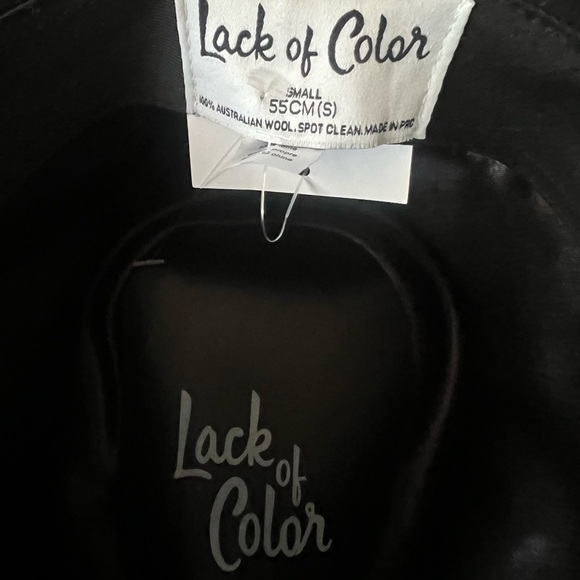 Lack of Color
SMALL
55CM(S)
100% AUSTRALIAN WOOL. SPOT CLEAN. MADE IN PRC
Lack
of
Color